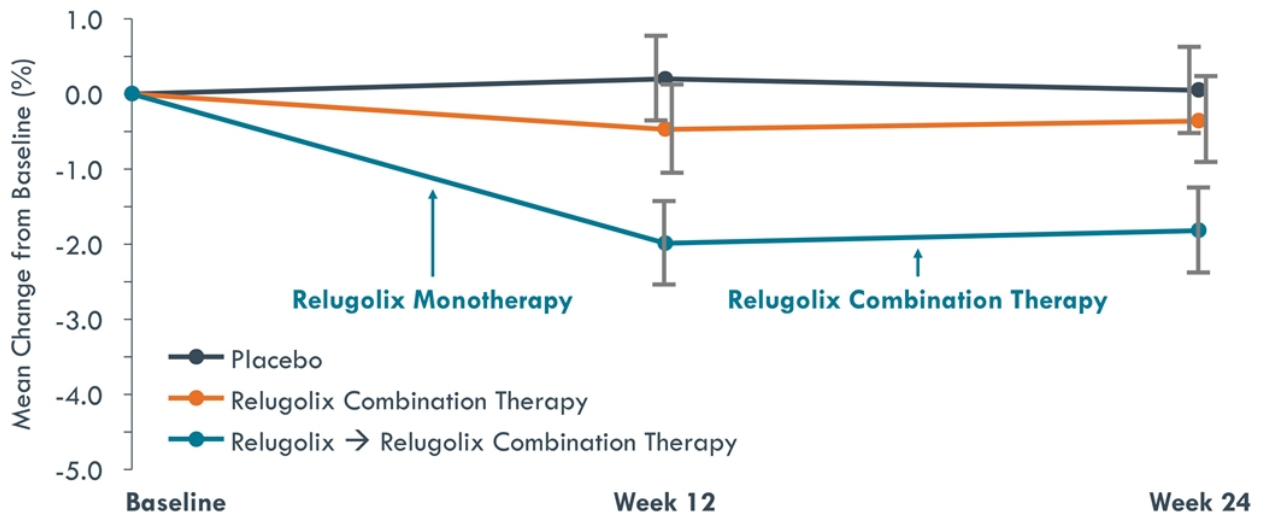 Mean Change from Baseline (%)
1.0
0.0
-1.0
-2.0
-3.0
-4.0
-5.0
Relugolix Monotherapy
Relugolix Combination Therapy
Placebo
Relugolix Combination Therapy
Relugolix → Relugolix Combination Therapy
Baseline
Week 12
Week 24